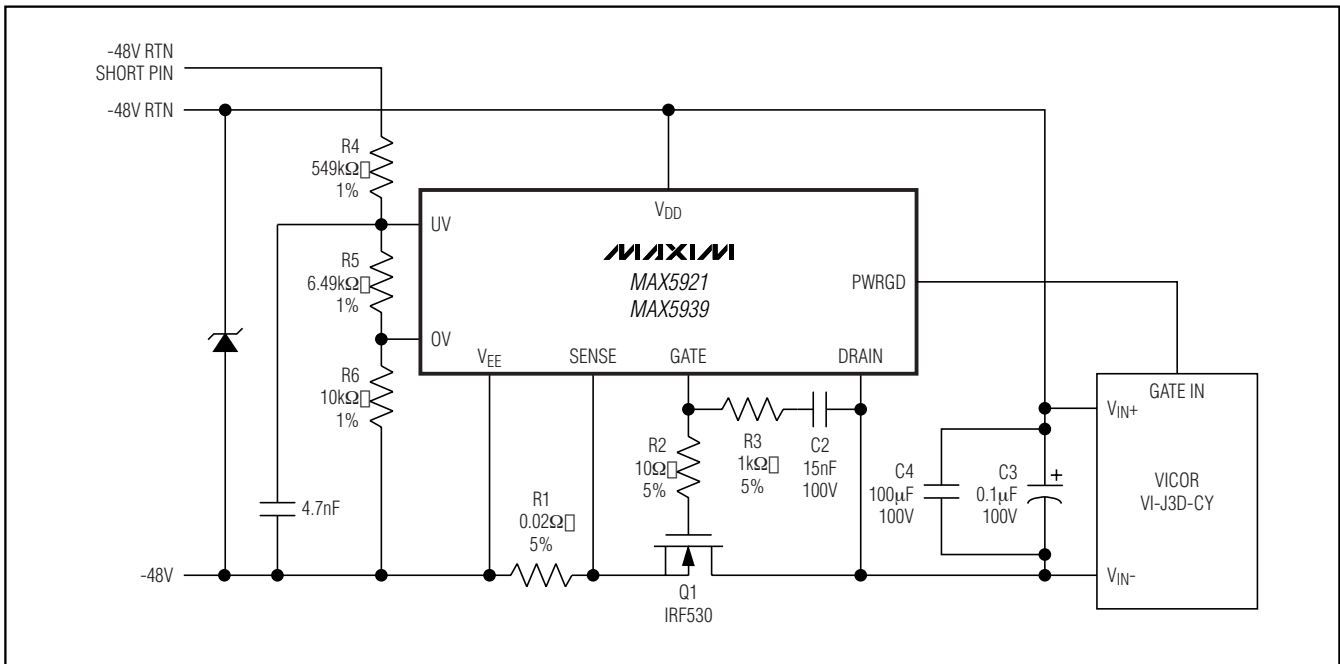 -48V RTN
SHORT PIN
-48V RTN
R4
549kΩ▯
1%
UV
VDD
MAXIM
MAX5921
MAX5939
PWRGD
R5
6.49kΩ▯
1%
OV
VEE
SENSE
GATE
DRAIN
R6
10kΩ▯
1%
GATE IN
VIN+
R2
10Ω▯
5%
R3
1kΩ▯
5%
C2
15nF
100V
C4
100μF
100V
C3
0.1μF
100V
+
VICOR
VI-J3D-CY
4.7nF
R1
0.02Ω▯
5%
-48V
VIN-
Q1
IRF530